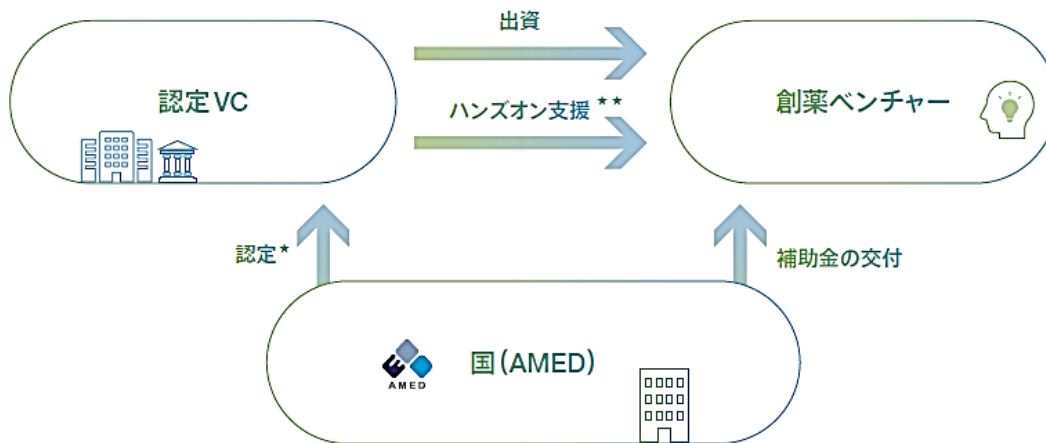 出資
認定VC
ハンズオン支援★★
創薬ベンチャー
認定★
補助金の交付
AMED
国(AMED)